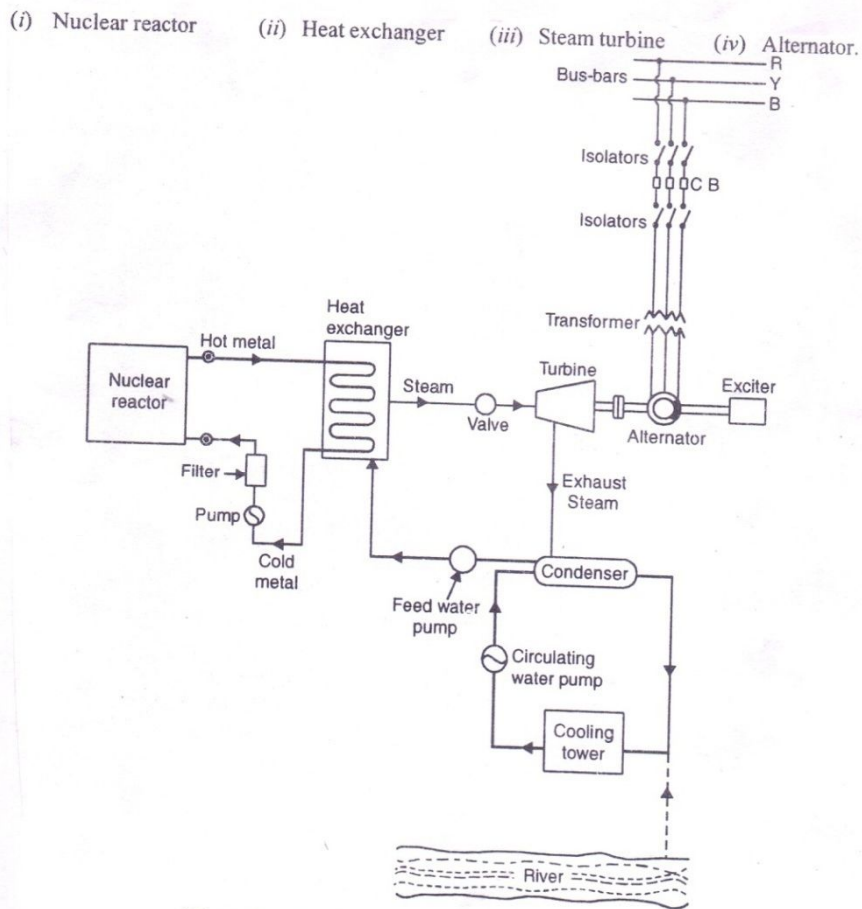 (i) Nuclear reactor (ii) Heat exchanger (iii) Steam turbine (iv) Alternator.
R
Bus-bars
Y
B
Isolators
C B
Isolators
Transformer
Heat
exchanger
Hot metal
Turbine
Nuclear
reactor
Steam
Exciter
Valve
Alternator
Filter
Exhaust
Steam
Pump
Cold
metal
Condenser
Feed water
pump
Circulating
water pump
Cooling
tower
River